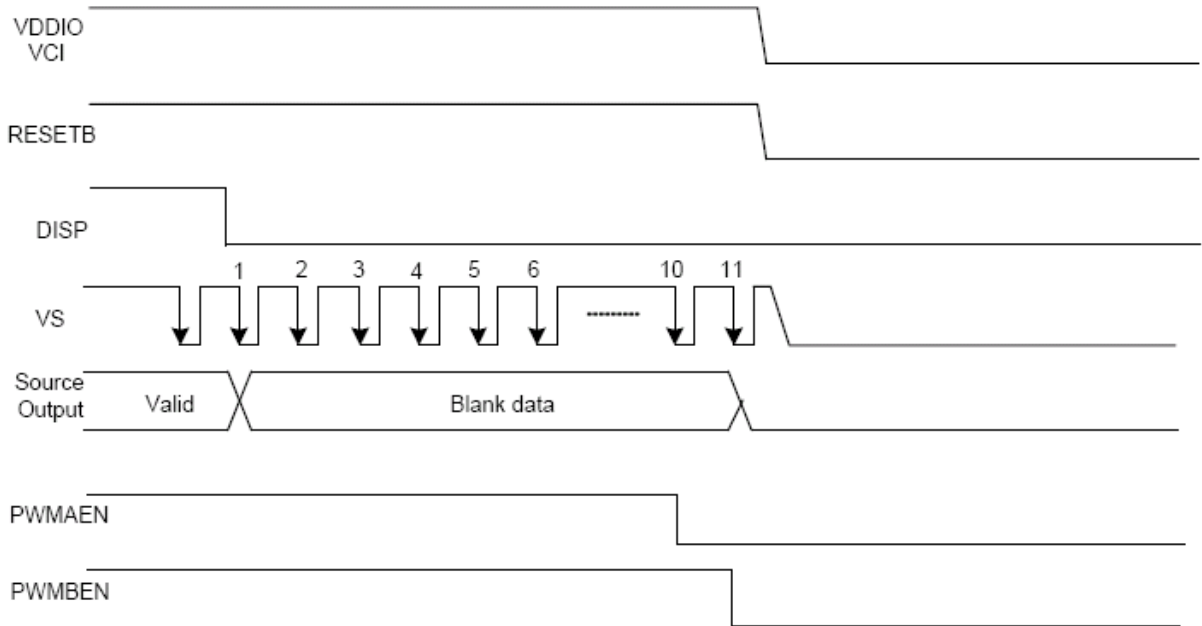 VDDIO
VCI
RESETB
DISP
1 2 3 4 5 6 10 11
VS
Source
Output
Valid
Blank data
PWMAEN
PWMBEN